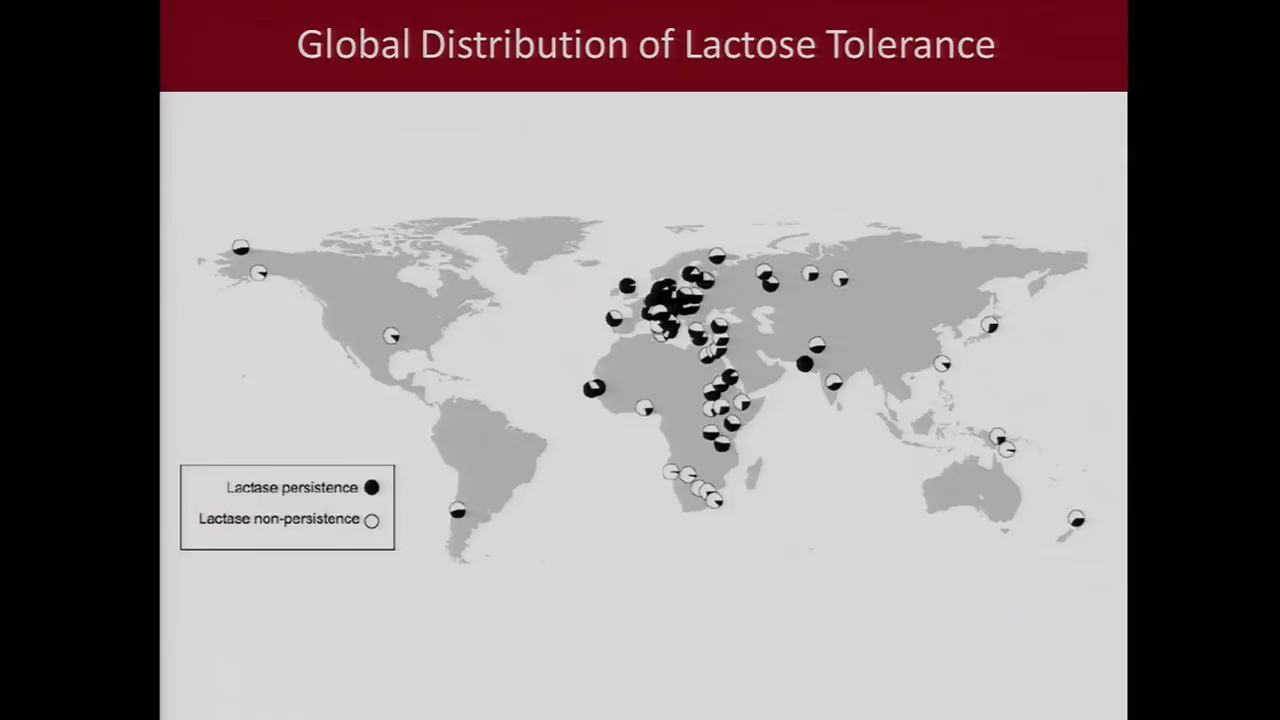 Global Distribution of Lactose Tolerance
Lactase persistence
Lactase non-persistence